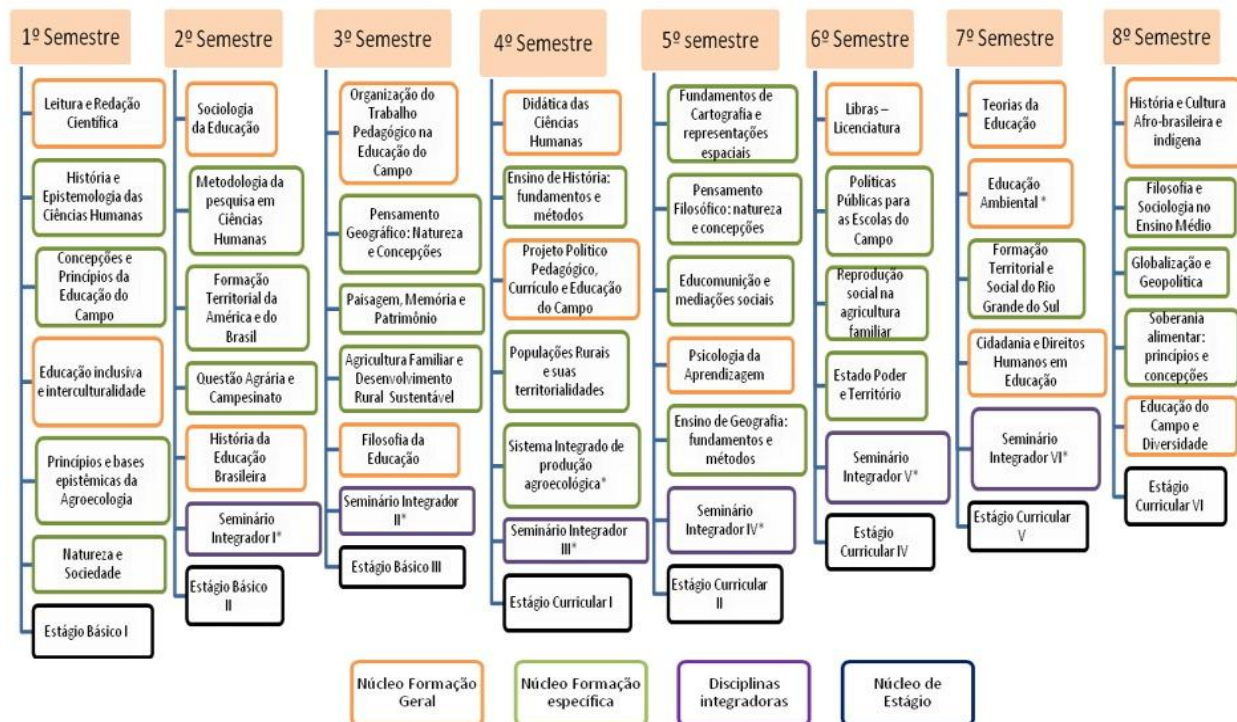 1º Semestre
Leitura e Redação
Científica
História e
Epistemologia das
Ciências Humanas
Concepções e
Princípios da
Educação do
Campo
Educação inclusiva
e interculturalidade
Princípios e bases
epistêmicas da
Agroecologia
Natureza e
Sociedade
Estágio Básico I
2º Semestre
Sociologia
da Educação
Metodologia da
pesquisa em
Ciências
Humanas
Formação
Territorial da
América e do
Brasil
Questão Agrária e
Campesinato
História da
Educação
Brasileira
Seminário
Integrador I*
Estágio Básico
II
3º Semestre
Organização do
Trabalho
Pedagógico na
Educação do
Campo
Pensamento
Geográfico: Natureza
e Concepções
Paisagem, Memória e
Patrimônio
Agricultura Familiar e
Desenvolvimento
Rural Sustentável
Filosofia da
Educação
Seminário Integrador
II*
Estágio Básico III
4º Semestre
Didática das
Ciências
Humanas
Ensino de História:
fundamentos e
métodos
Projeto Político
Pedagógico,
Currículo e Educação
do Campo
Populações Rurais
e suas
territorialidades
Sistema Integrado de
produção
agroecológica*
Seminário Integrador
III*
Estágio Curricular I
5º semestre
Fundamentos de
Cartografia e
representações
espaciais
Pensamento
Filosófico: natureza
e concepções
Educomunição e
mediações sociais
Psicologia da
Aprendizagem
Ensino de Geografia:
fundamentos e
métodos
Seminário
Integrador IV*
Estágio Curricular
II
6º Semestre
Libras –
Licenciatura
Políticas
Públicas para
as Escolas do
Campo
Reprodução
social na
agricultura
familiar
Estado Poder
e Território
Seminário
Integrador V*
Estágio
Curricular IV
7º Semestre
Teorias da
Educação
Educação
Ambiental *
Formação
Territorial e
Social do Rio
Grande do Sul
Cidadania e Direitos
Humanos em
Educação
Seminário
Integrador VI*
Estágio Curricular
V
8º Semestre
História e Cultura
Afro-brasileira e
indígena
Filosofia e
Sociologia no
Ensino Médio
Globalização e
Geopolítica
Soberania
alimentar:
princípios e
concepções
Educação do
Campo e
Diversidade
Estágio
Curricular VI
Núcleo Formação
Geral
Núcleo Formação
específica
Disciplinas
integradoras
Núcleo de
Estágio